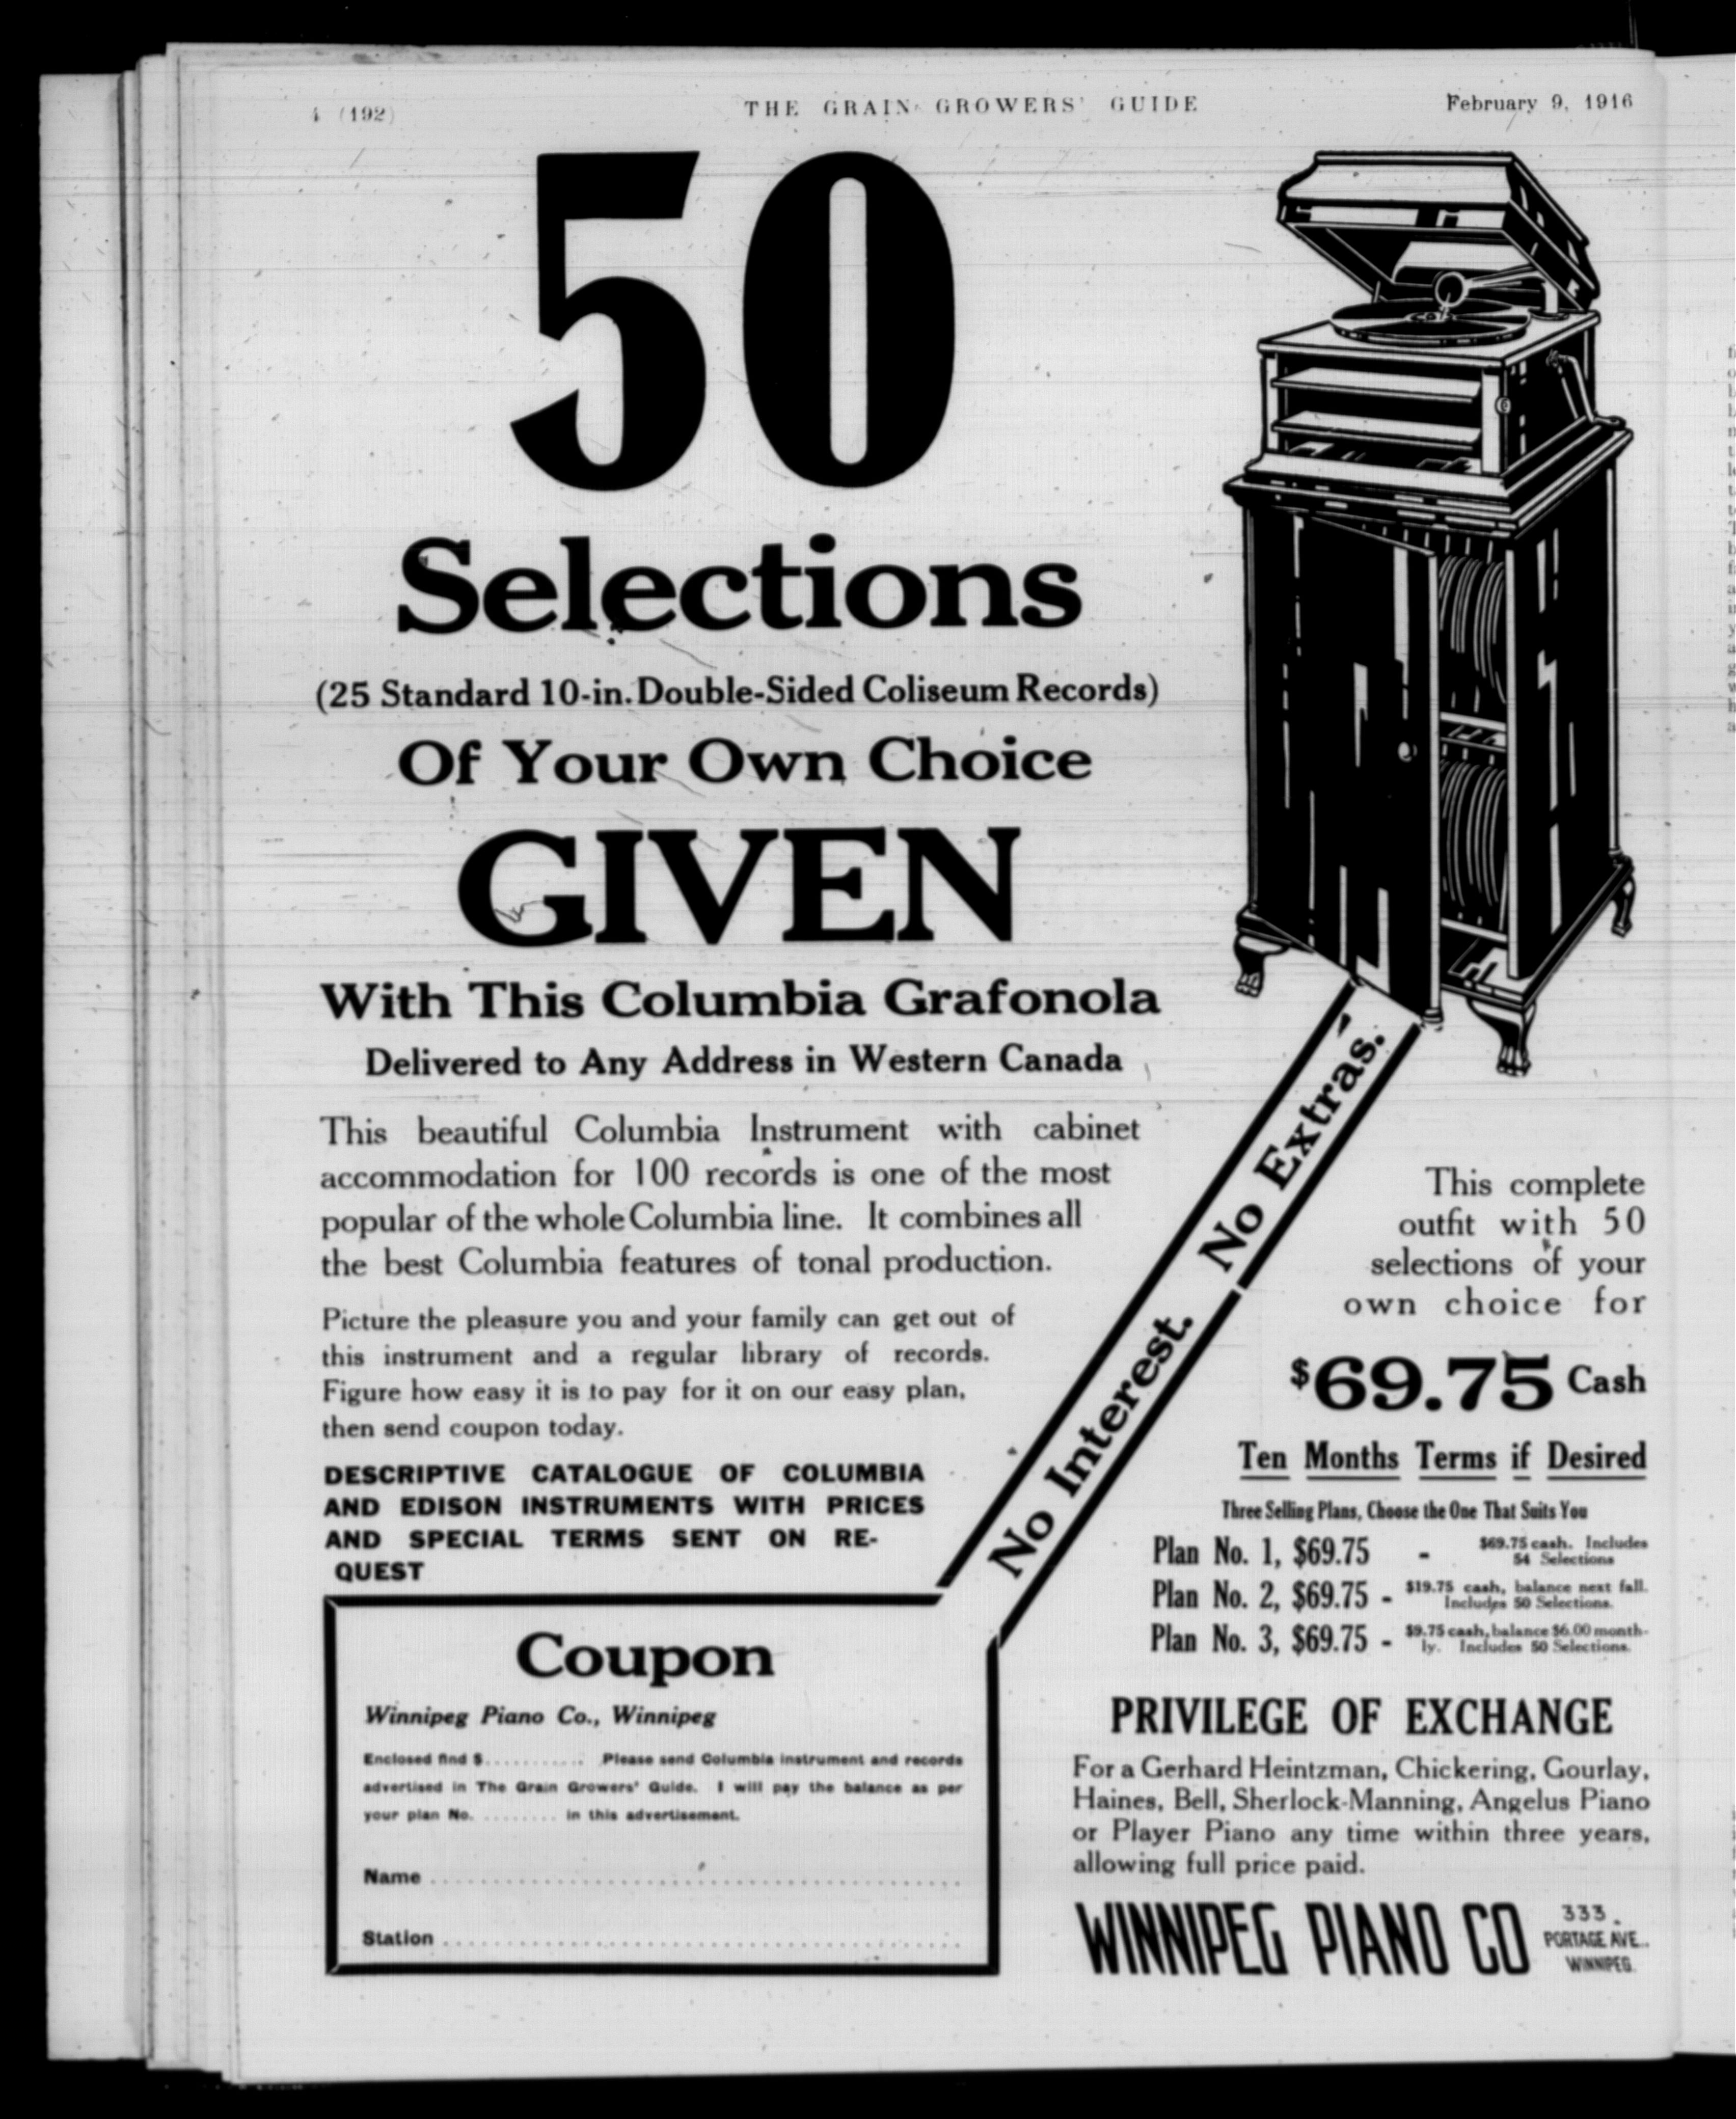 4 (192)
THE GRAIN GROWERS' GUIDE
February 9, 1916
50
Selections
(25 Standard 10-in. Double-Sided Coliseum Records)
Of Your Own Choice
GIVEN
With This Columbia Grafonola
Delivered to Any Address in Western Canada
This beautiful Columbia Instrument with cabinet
accommodation for 100 records is one of the most
popular of the whole Columbia line. It combines all
the best Columbia features of tonal production.
Picture the pleasure you and your family can get out of
this instrument and a regular library of records.
Figure how easy it is to pay for it on our easy plan,
then send coupon today.
DESCRIPTIVE CATALOGUE OF COLUMBIA
AND EDISON INSTRUMENTS WITH PRICES
AND SPECIAL TERMS SENT ON RE-
QUEST
No Interest. No Extras.
This complete
outfit with 50
selections of your
own choice for
$69.75 Cash
Ten Months Terms if Desired
Three Selling Plans, Choose the One That Suits You
Plan No. 1, $69.75 - $69.75 cash. Includes
54 Selections
Plan No. 2, $69.75 - $19.75 cash, balance next fall.
Includes 50 Selections.
Plan No. 3, $69.75 - $9.75 cash, balance $6.00 month-
ly. Includes 50 Selections.
PRIVILEGE OF EXCHANGE
For a Gerhard Heintzman, Chickering, Gourlay,
Haines, Bell, Sherlock-Manning, Angelus Piano
or Player Piano any time within three years,
allowing full price paid.
WINNIPEG PIANO CO
333
PORTAGE AVE.
WINNIPEG.
Coupon
Winnipeg Piano Co., Winnipeg
Enclosed find $........... Please send Columbia instrument and records
advertised in The Grain Growers' Guide. I will pay the balance as per
your plan No. ........ in this advertisement.
Name ........................................
Station ........................................